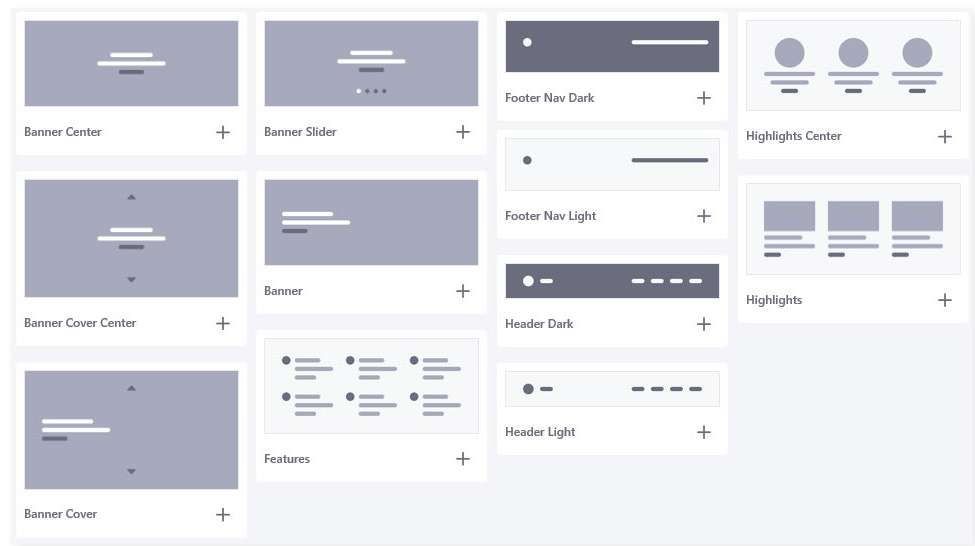 Banner Center
Banner Cover Center
Banner Cover
Banner Slider
Banner
Features
Footer Nav Dark
Footer Nav Light
Header Dark
Header Light
Highlights Center
Highlights